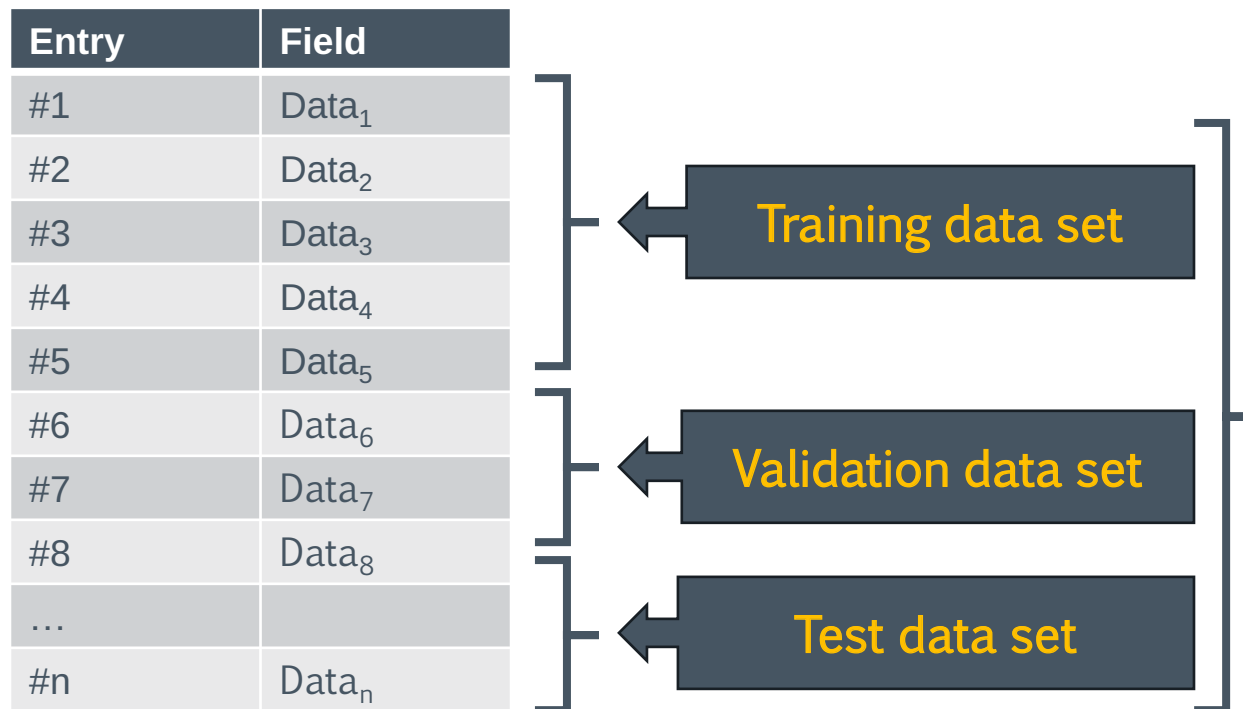 Entry Field
#1 Data₁
#2 Data₂
#3 Data₃
#4 Data₄
#5 Data₅
#6 Data₆
#7 Data₇
#8 Data₈
…
#n Dataₙ
Training data set
Validation data set
Test data set